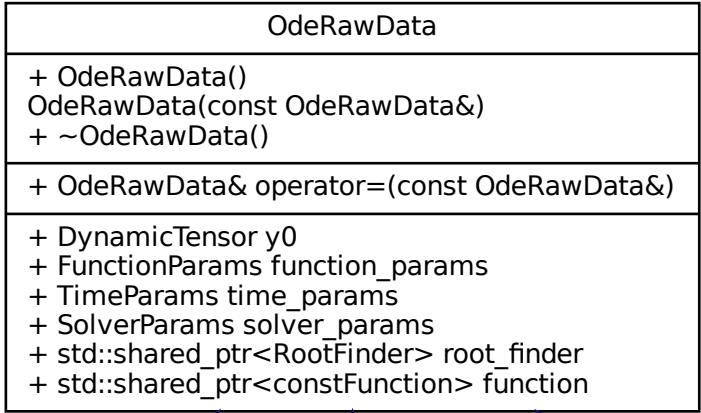 OdeRawData
+ OdeRawData()
OdeRawData(const OdeRawData&)
+ ~OdeRawData()
+ OdeRawData& operator=(const OdeRawData&)
+ DynamicTensor y0
+ FunctionParams function_params
+ TimeParams time_params
+ SolverParams solver_params
+ std::shared_ptr<RootFinder> root_finder
+ std::shared_ptr<constFunction> function